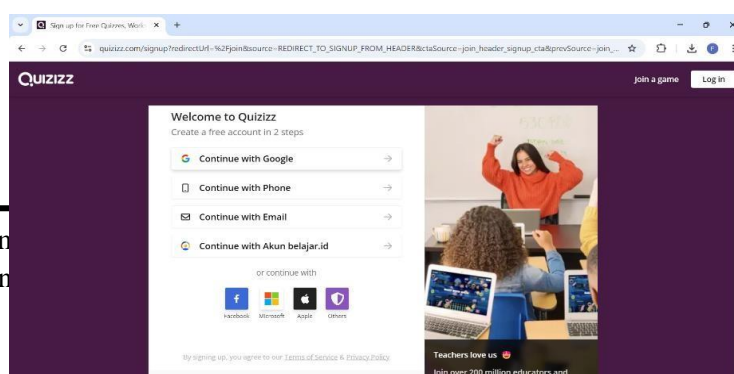 Sign up for Free Quizzes, Work
quizizz.com/signup?redirectUrl=%2Fjoin&source=REDIRECT_TO_SIGNUP_FROM_HEADER&ctaSource=join_header_signup_cta&prevSource=join_...
QUIZIZZ
Join a game
Log in
Welcome to Quizizz
Create a free account in 2 steps
Continue with Google
Continue with Phone
Continue with Email
Continue with Akun belajar.id
or continue with
Facebook Microsoft Apple Others
By signing up, you agree to our Terms of Service & Privacy Policy
Teachers love us
Join over 200 million educators and